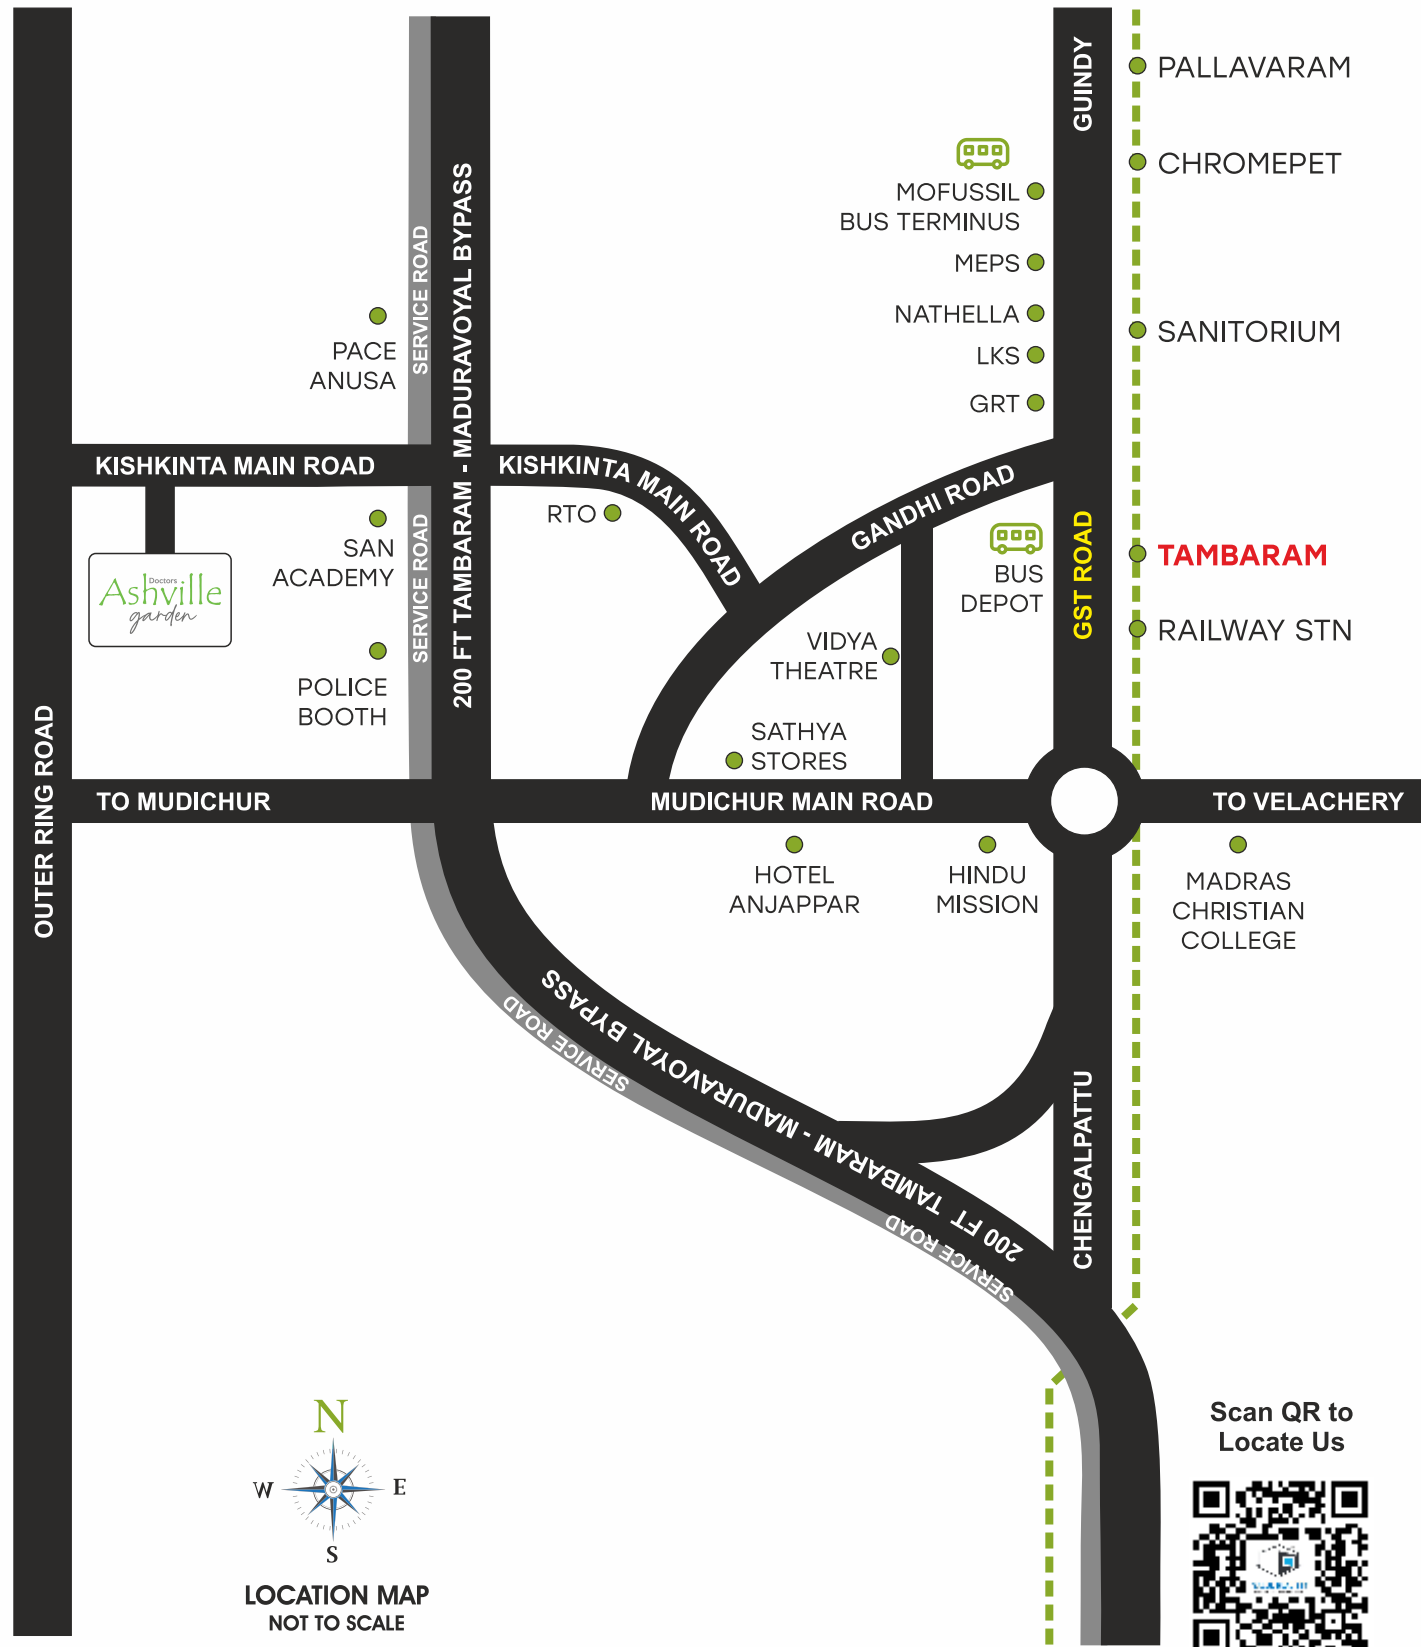 GUINDY
PALLAVARAM
CHROMEPET
MOFUSSIL
BUS TERMINUS
MEPS
NATHELLA
LKS
GRT
SANITORIUM
SERVICE ROAD
200 FT TAMBARAM - MADURAVOYAL BYPASS
PACE
ANUSA
KISHKINTA MAIN ROAD
KISHKINTA MAIN ROAD
GANDHI ROAD
RTO
SAN
ACADEMY
SERVICE ROAD
Doctors
Ashville
garden
BUS
DEPOT
GST ROAD
TAMBARAM
RAILWAY STN
VIDYA
THEATRE
POLICE
BOOTH
SATHYA
STORES
OUTER RING ROAD
TO MUDICHUR
MUDICHUR MAIN ROAD
TO VELACHERY
HOTEL
ANJAPPAR
HINDU
MISSION
MADRAS
CHRISTIAN
COLLEGE
200 FT TAMBARAM - MADURAVOYAL BYPASS
SERVICE ROAD
SERVICE ROAD
CHENGALPATTU
N
W
E
S
LOCATION MAP
NOT TO SCALE
Scan QR to
Locate Us